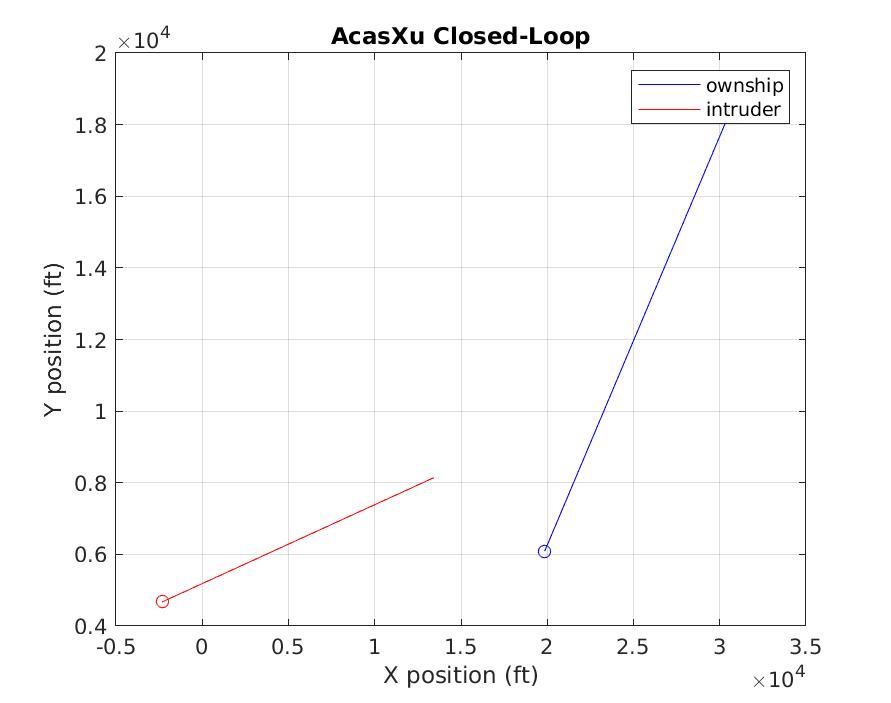 AcasXu Closed-Loop
×10⁴
2
1.8
1.6
1.4
1.2
1
0.8
0.6
0.4
Y position (ft)
ownship
intruder
-0.5 0 0.5 1 1.5 2 2.5 3 3.5
X position (ft)
×10⁴